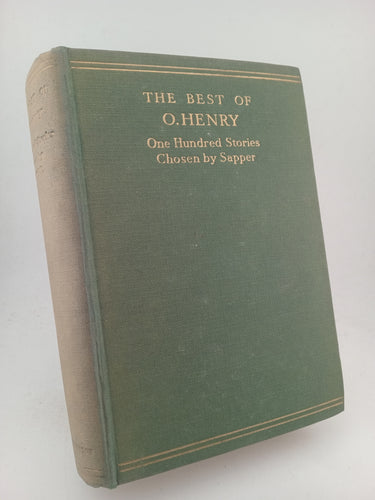 THE BEST OF
O. HENRY
One Hundred Stories
Chosen by Sapper